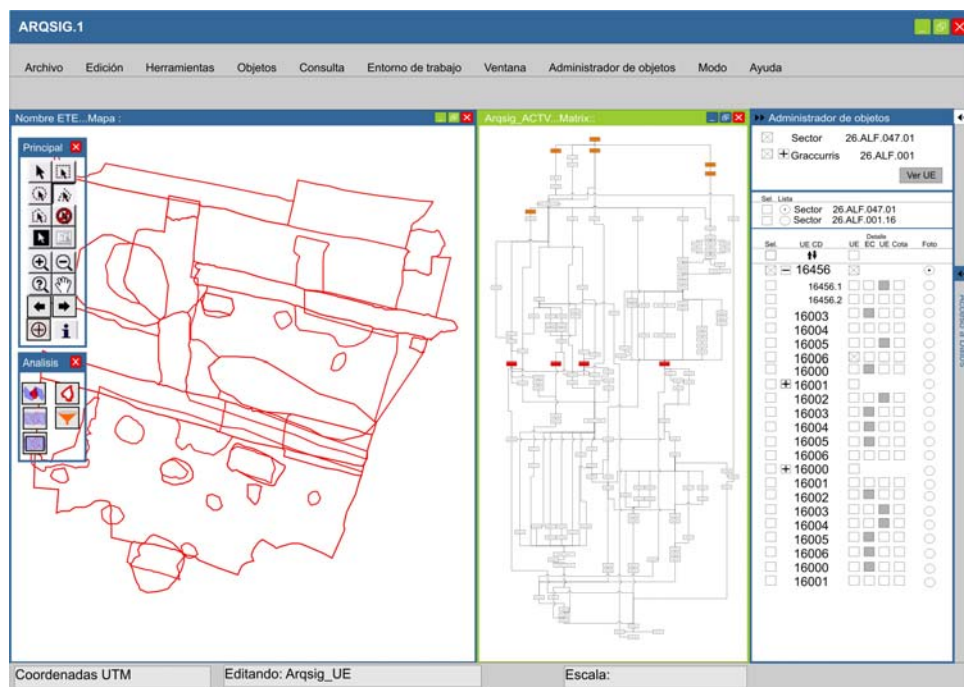 ARQSIG.1
Archivo Edición Herramientas Objetos Consulta Entorno de trabajo Ventana Administrador de objetos Modo Ayuda
Nombre ETE...Mapa :
Principal
Analisis
Arqsig_ACTV...Matrix::
Administrador de objetos
Sector 26.ALF.047.01
Graccurris 26.ALF.001
Ver UE
Sel. Lista
Sector 26.ALF.047.01
Sector 26.ALF.001.16
Detalle
Sel. UE CD UE EC UE Cota Foto
16456
16456.1
16456.2
16003
16004
16005
16006
16000
16001
16002
16003
16004
16005
16006
16000
16001
16002
16003
16004
16005
16006
16000
16001
Acceso a Datos
Coordenadas UTM Editando: Arqsig_UE Escala: